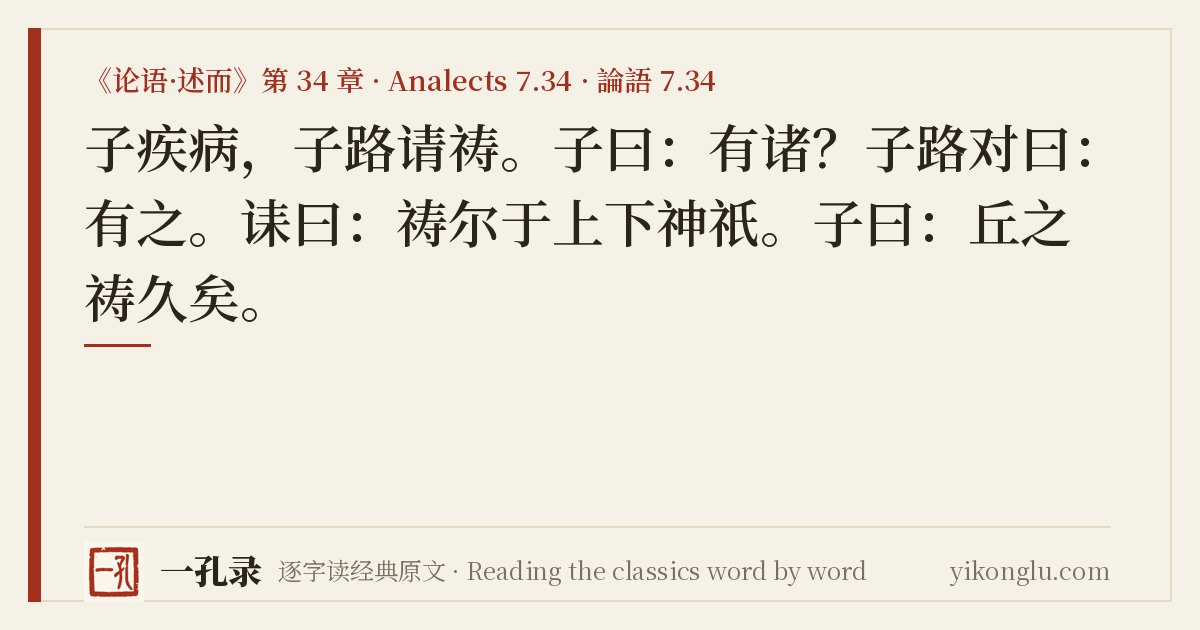 《论语·述而》第 34 章 · Analects 7.34 · 論語 7.34
子疾病，子路请祷。子曰：有诸？子路对曰：
有之。诔曰：祷尔于上下神祇。子曰：丘之
祷久矣。
一孔
一孔录 逐字读经典原文 · Reading the classics word by word yikonglu.com